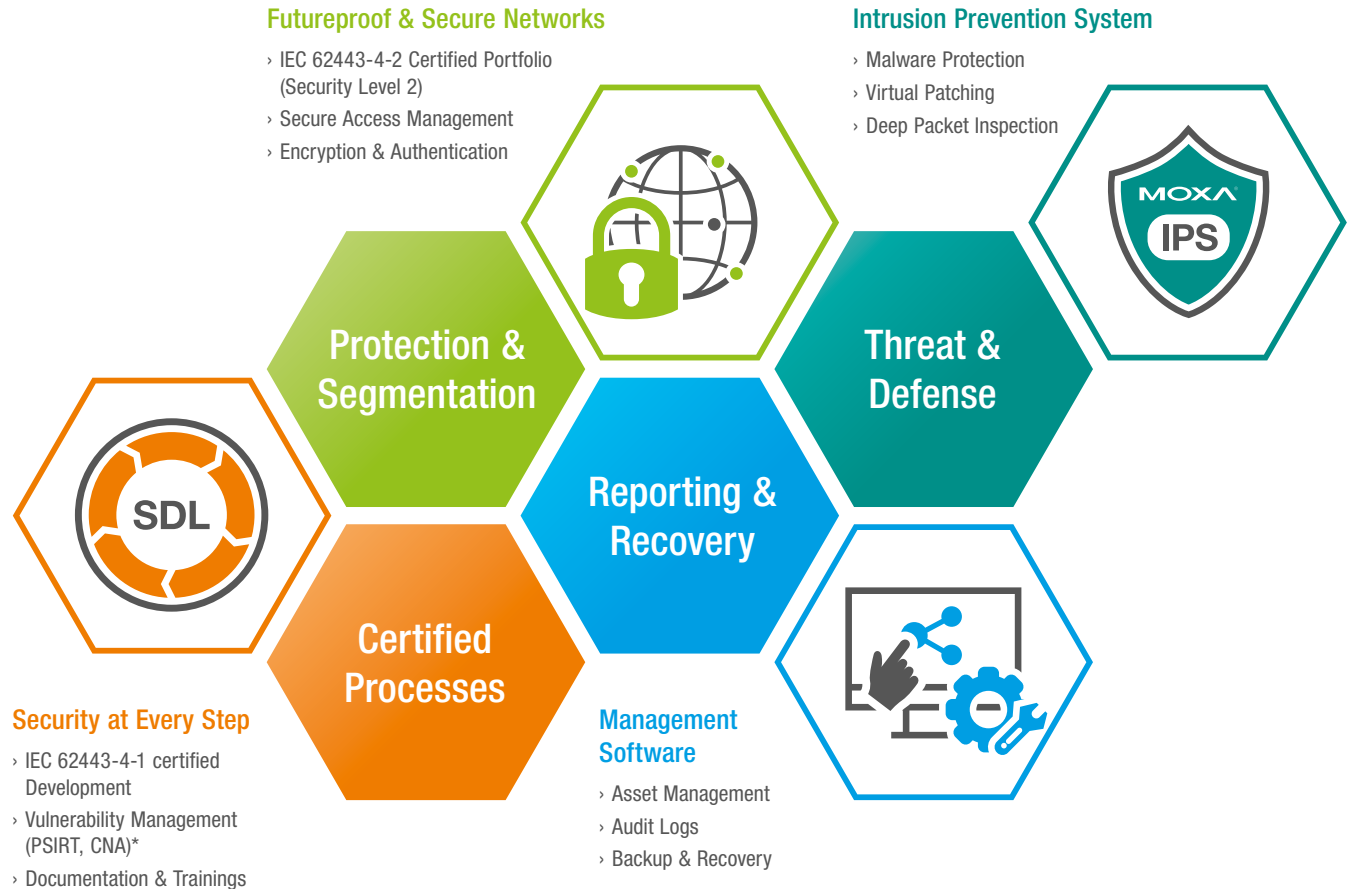 Futureproof & Secure Networks
› IEC 62443-4-2 Certified Portfolio
(Security Level 2)
› Secure Access Management
› Encryption & Authentication
Intrusion Prevention System
› Malware Protection
› Virtual Patching
› Deep Packet Inspection
MOXA®
IPS
Protection &
Segmentation
Threat &
Defense
SDL
Reporting &
Recovery
Certified
Processes
Security at Every Step
› IEC 62443-4-1 certified
Development
› Vulnerability Management
(PSIRT, CNA)*
› Documentation & Trainings
Management
Software
› Asset Management
› Audit Logs
› Backup & Recovery